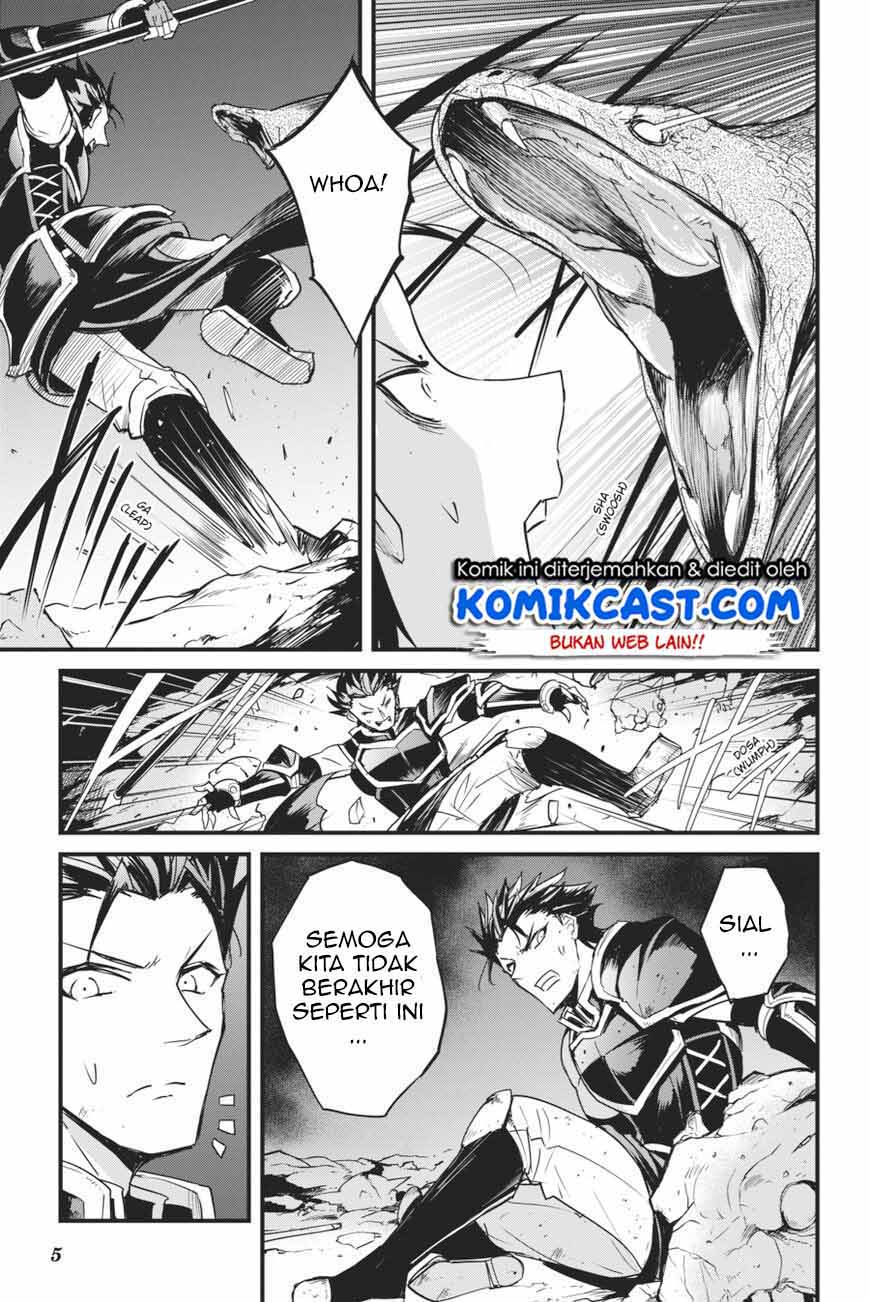 SHA
(SWOOSH)
WHOA!
GA
(LEAP)
Komik ini diterjemahkan & diedit oleh
KOMIKCAST.COM
BUKAN WEB LAIN!!
DOGA
(WUMPH)
SIAL
...
SEMOGA
KITA TIDAK
BERAKHIR
SEPERTI INI
...
5